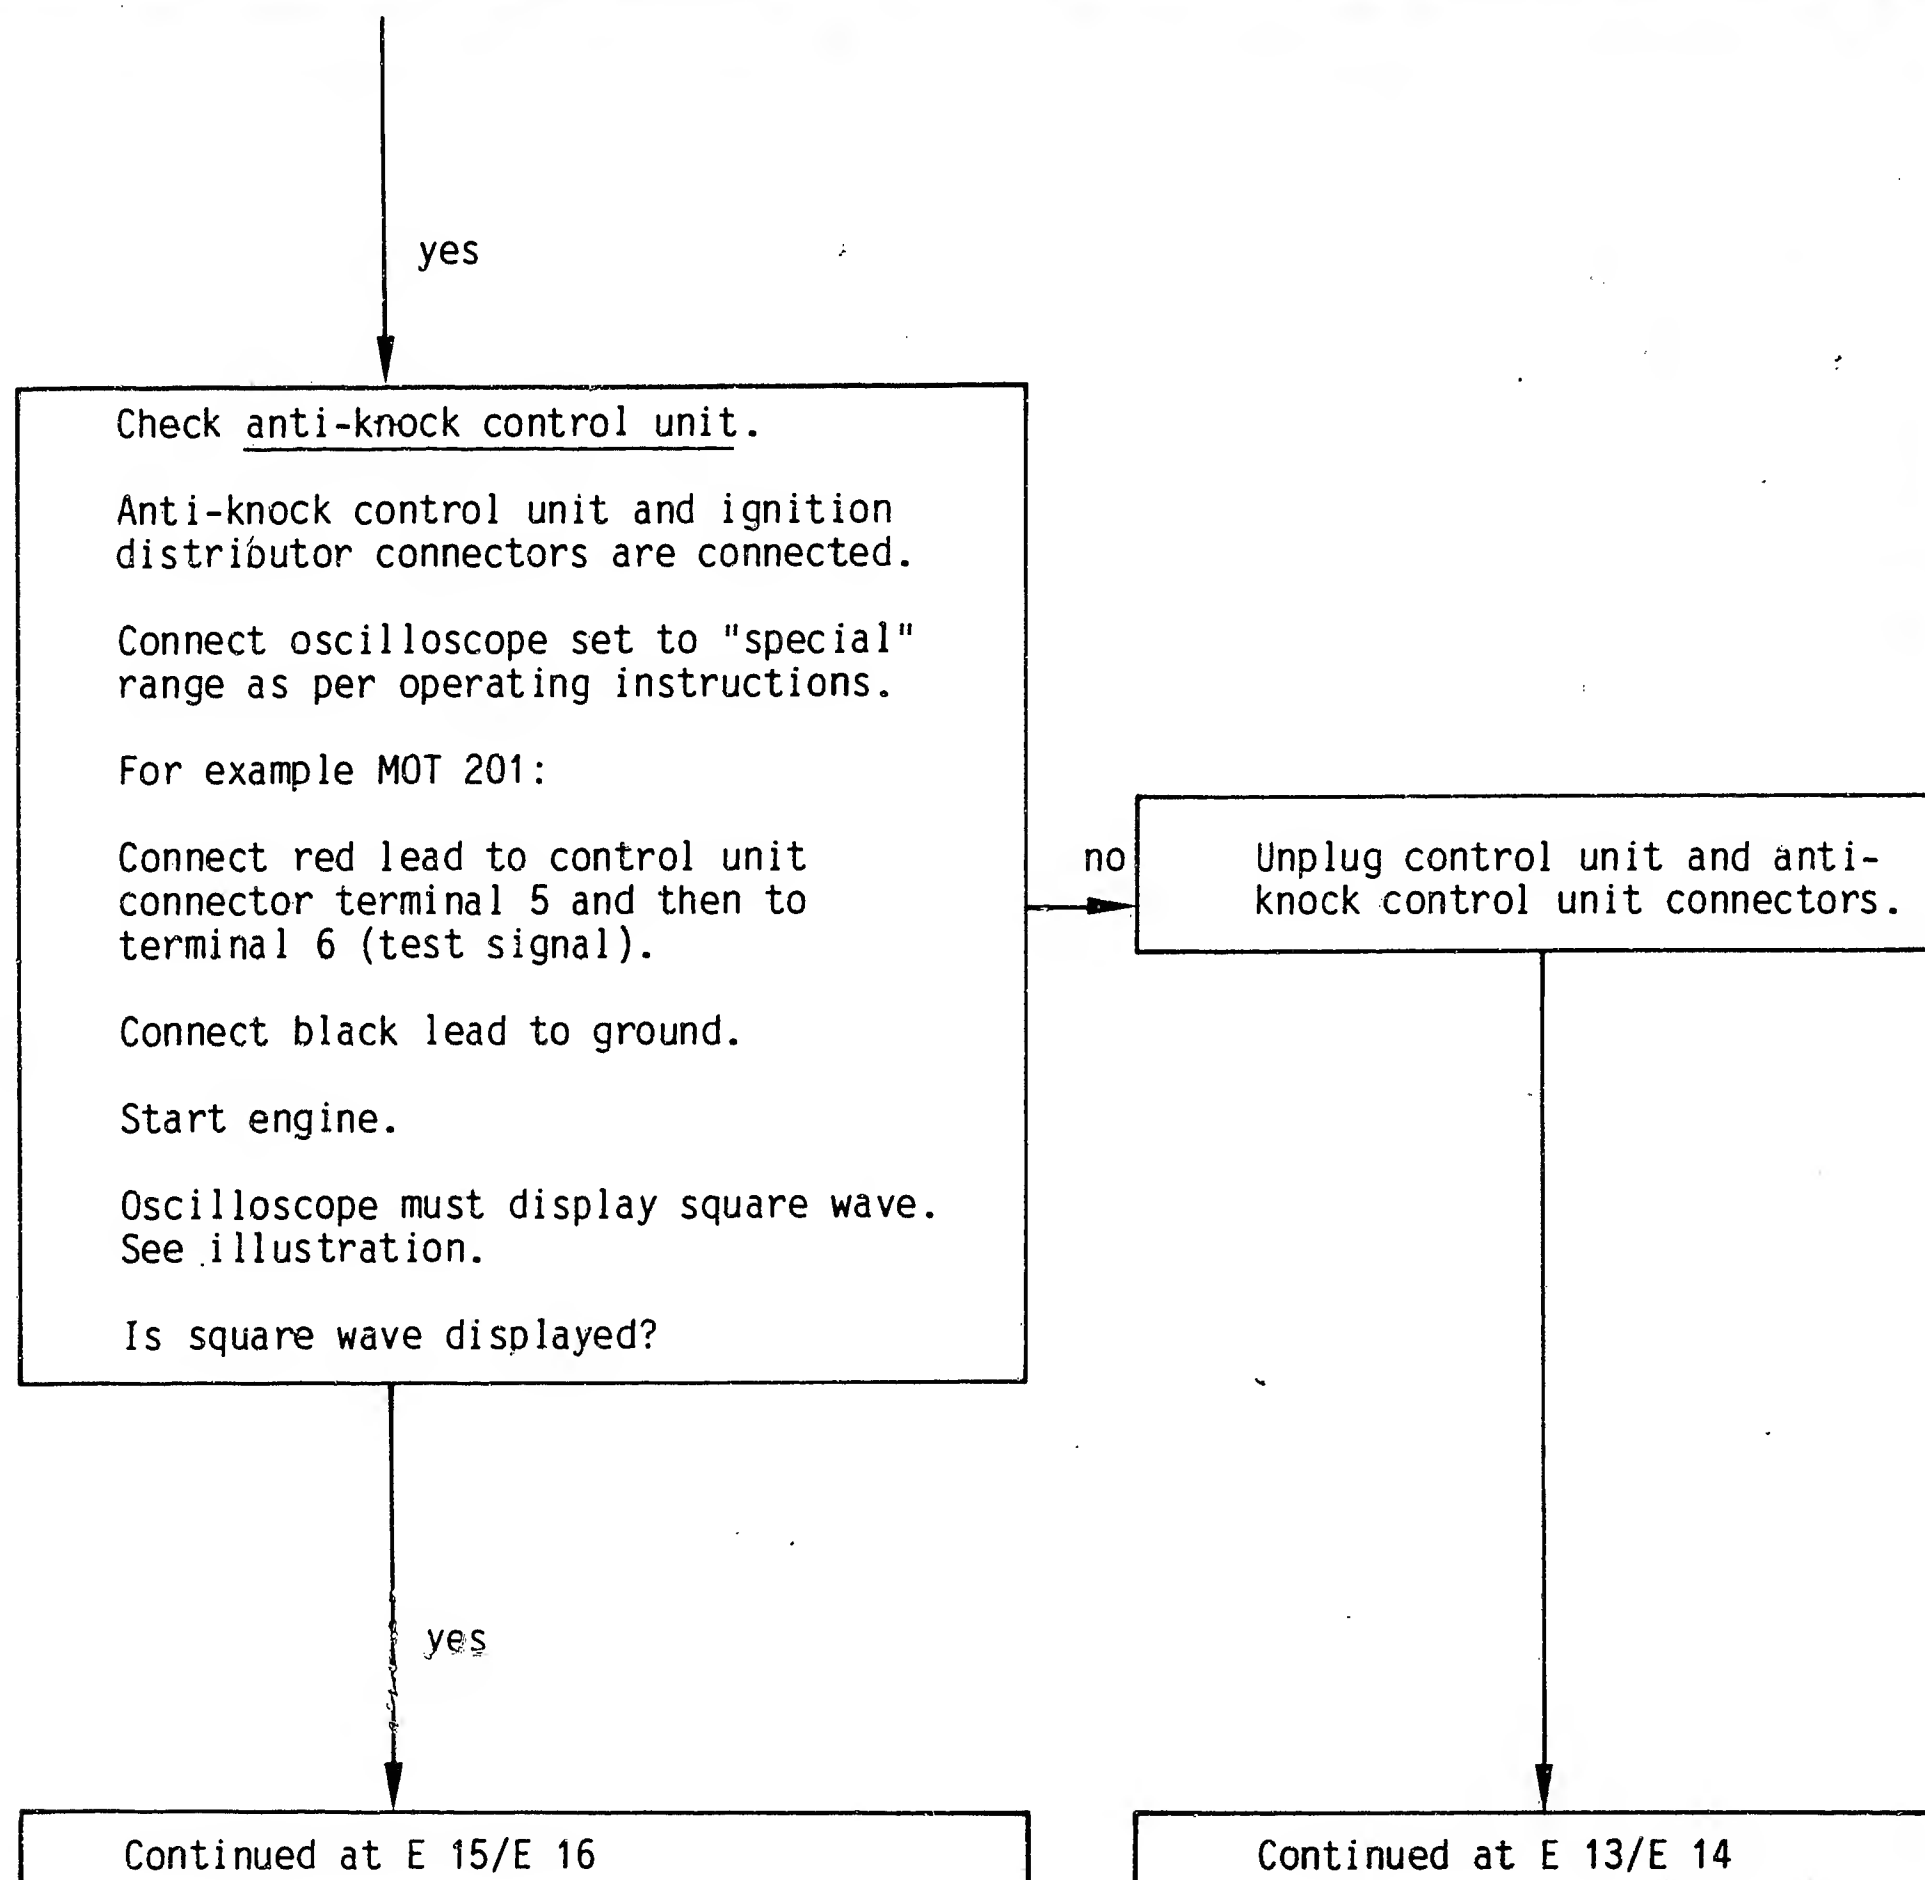 yes
Check anti-knock control unit.
Anti-knock control unit and ignition
distributor connectors are connected.
Connect oscilloscope set to "special"
range as per operating instructions.
For example MOT 201:
Connect red lead to control unit
connector terminal 5 and then to
terminal 6 (test signal).
Connect black lead to ground.
Start engine.
Oscilloscope must display square wave.
See illustration.
Is square wave displayed?
no
Unplug control unit and anti-
knock control unit connectors.
yes
Continued at E 15/E 16
Continued at E 13/E 14